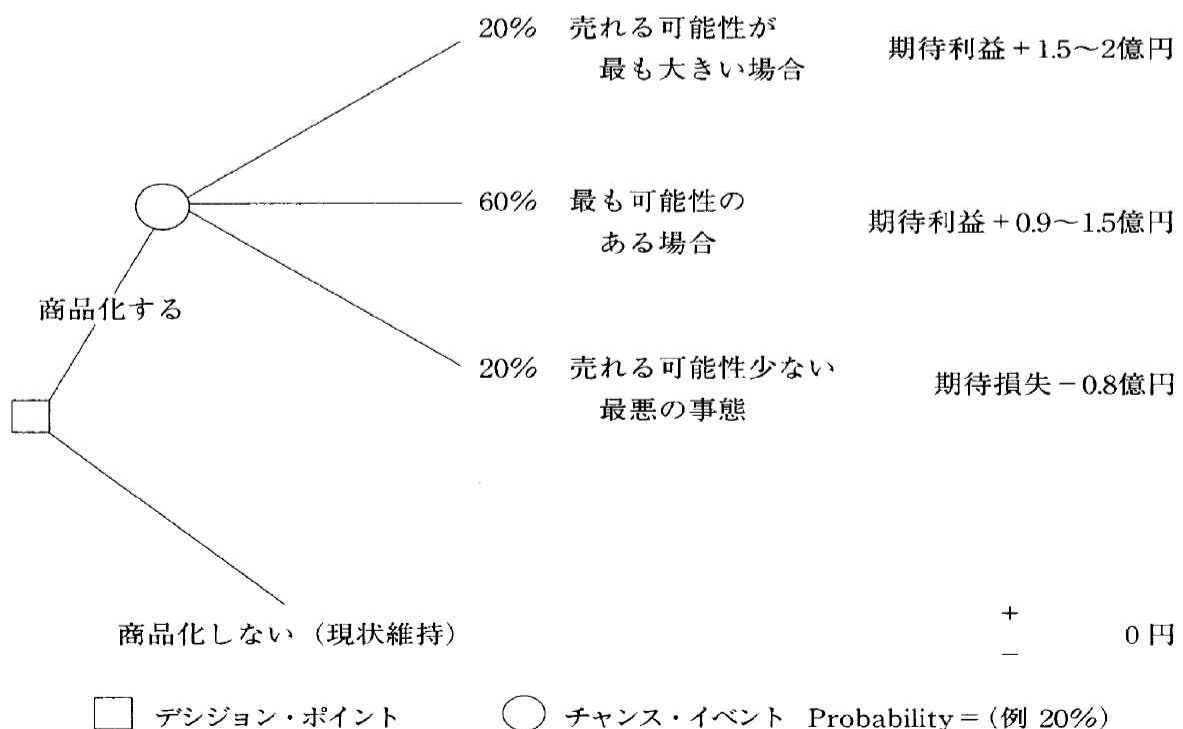 20% 売れる可能性が
最も大きい場合
期待利益+1.5〜2億円
60% 最も可能性の
ある場合
期待利益+0.9〜1.5億円
商品化する
20% 売れる可能性少ない
最悪の事態
期待損失−0.8億円
商品化しない(現状維持)
+
−
0円
デシジョン・ポイント
チャンス・イベント Probability=(例 20%)